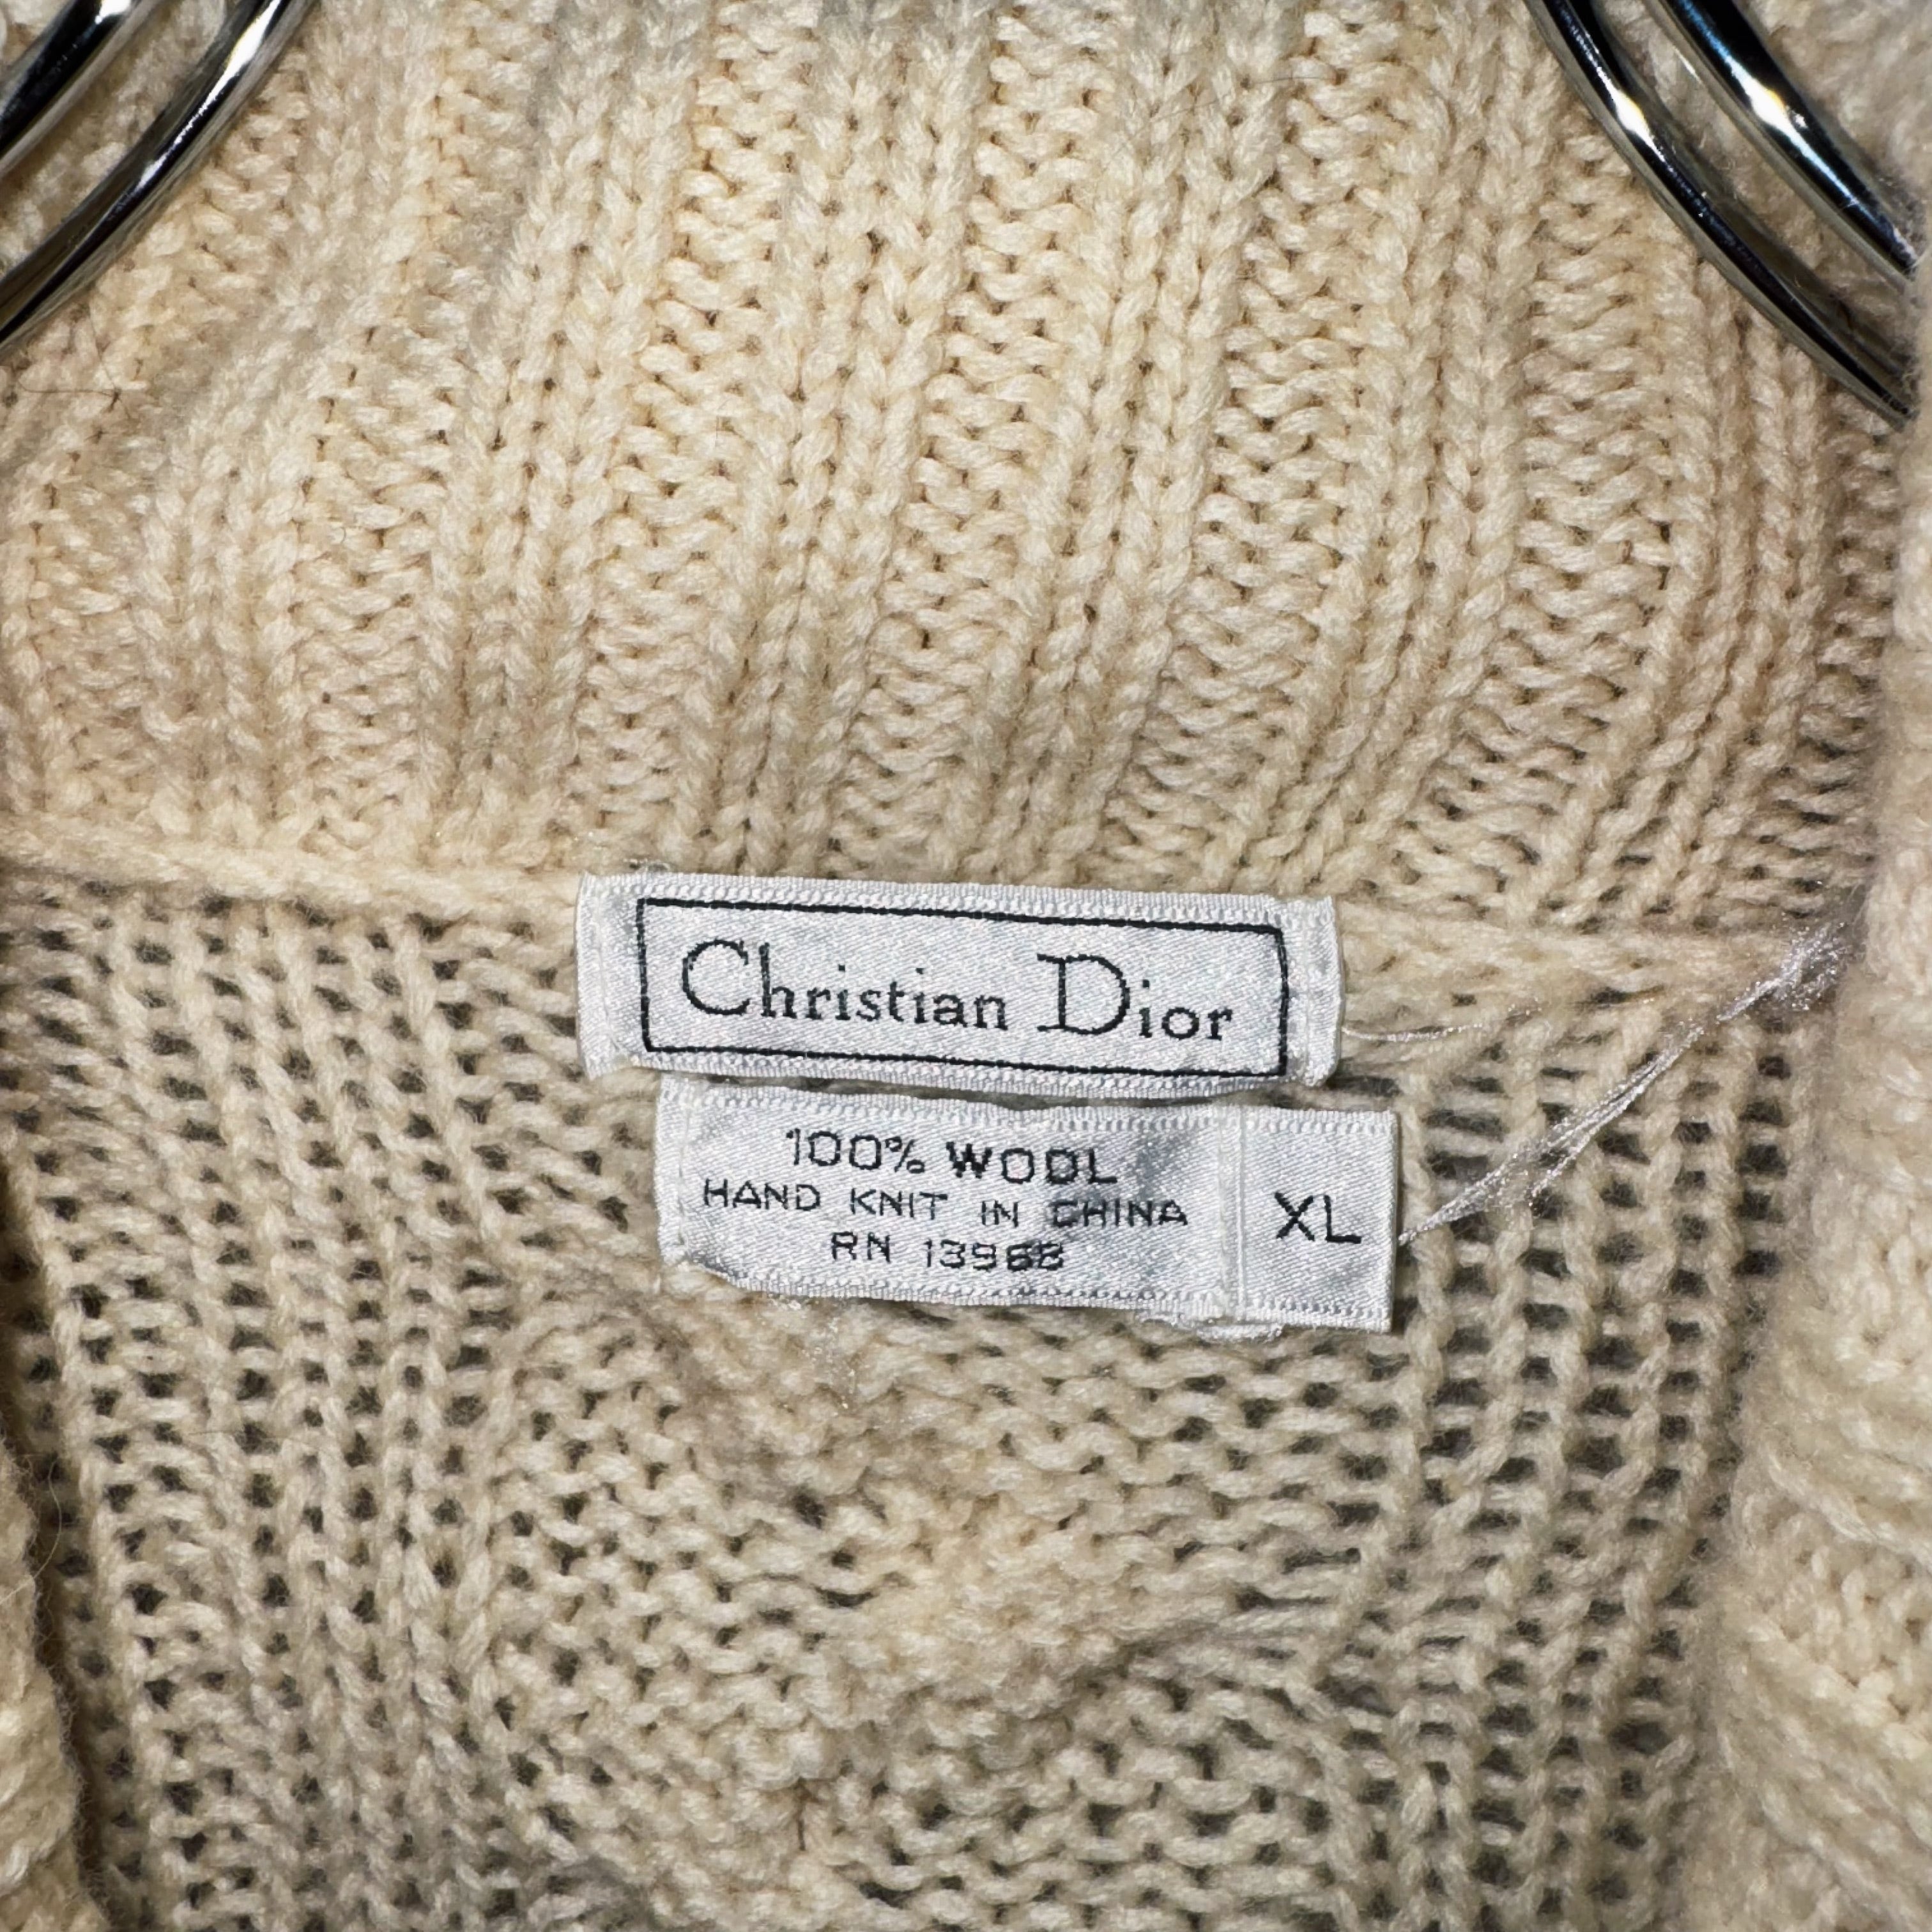 Christian Dior
100% WOOL
HAND KNIT IN CHINA
RN 13968
XL